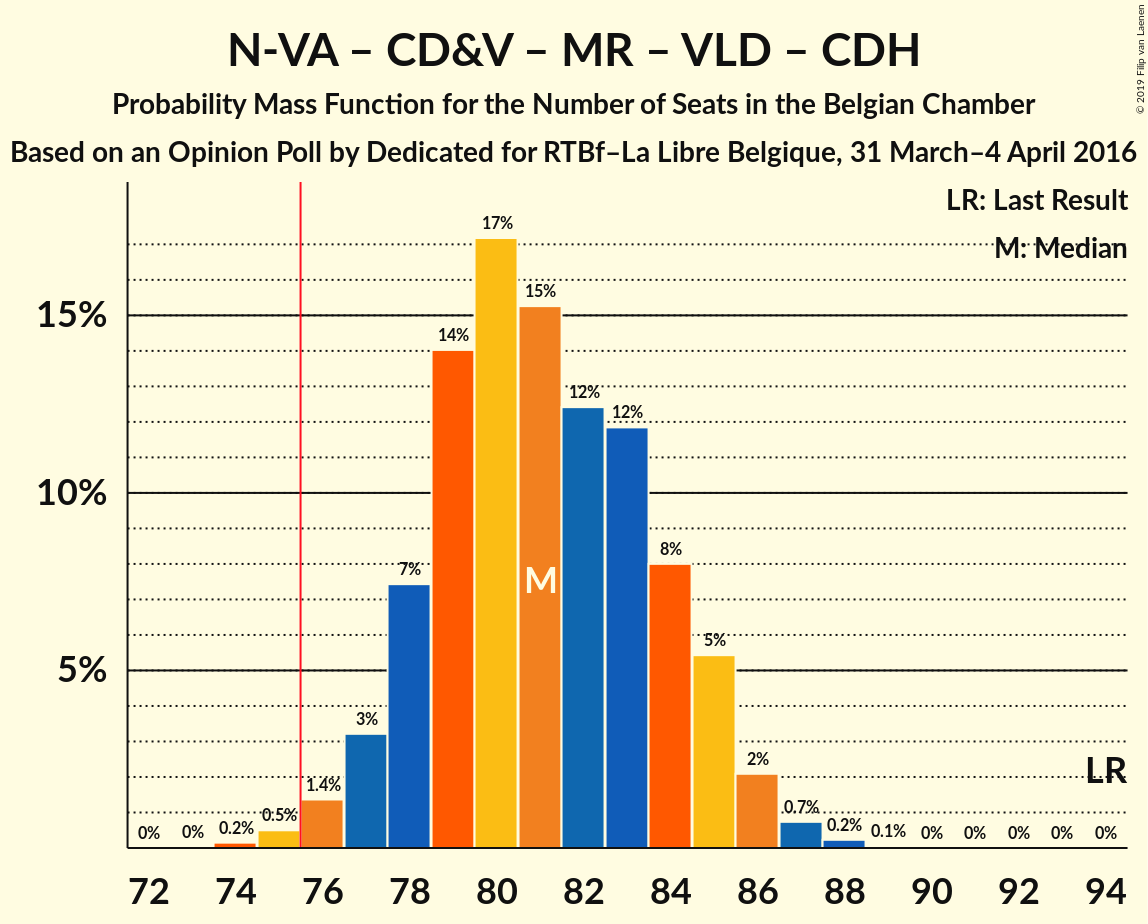 N-VA – CD&V – MR – VLD – CDH
Probability Mass Function for the Number of Seats in the Belgian Chamber
Based on an Opinion Poll by Dedicated for RTBf–La Libre Belgique, 31 March–4 April 2016
© 2019 Filip van Laenen
LR: Last Result
M: Median
17%
15%
14%
12%
12%
8%
7%
5%
3%
2%
1.4%
0.7%
0.5%
0.2%
0.2%
0.1%
0%
0%
0%
0%
0%
0%
0%
M
LR
15%
10%
5%
72 74 76 78 80 82 84 86 88 90 92 94